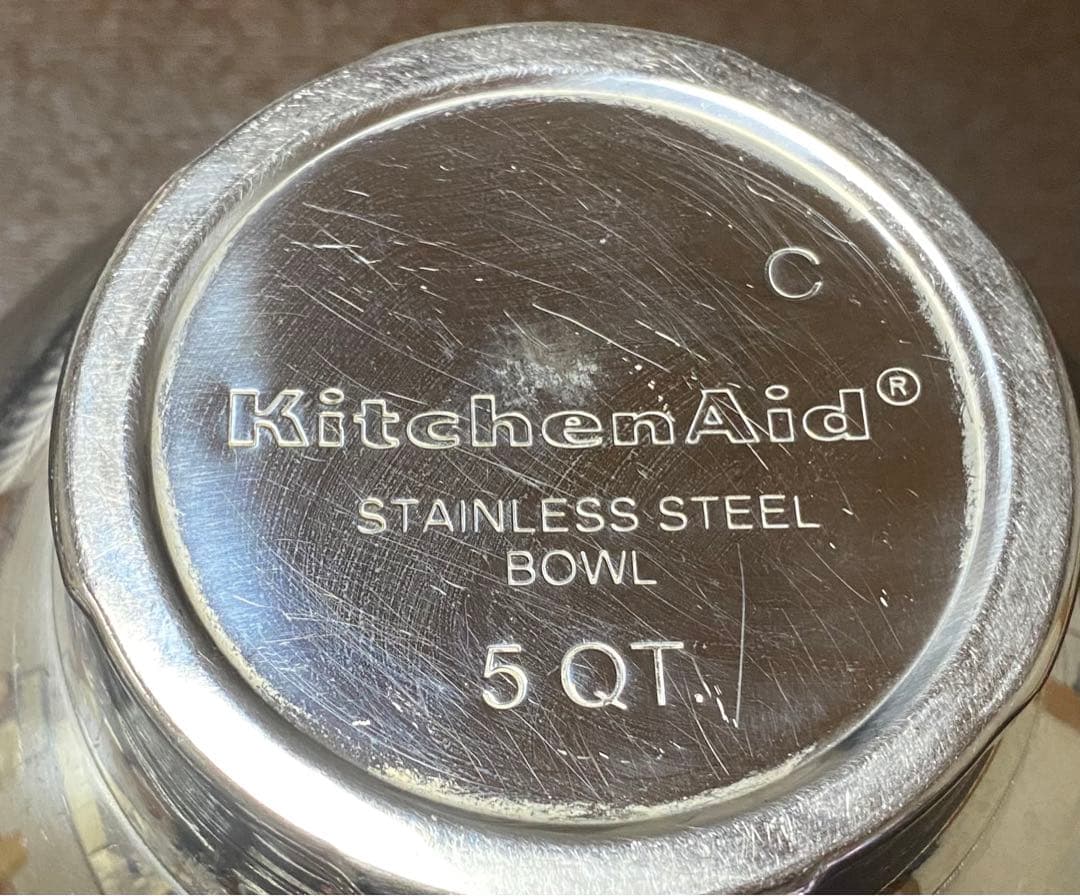 C
KitchenAid®
STAINLESS STEEL
BOWL
5 QT.